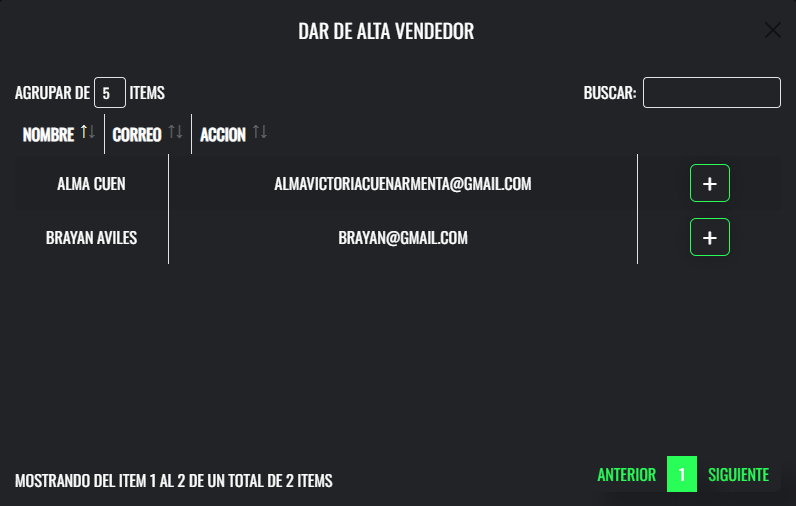 DAR DE ALTA VENDEDOR
AGRUPAR DE 5 ITEMS BUSCAR:
NOMBRE CORREO ACCION
ALMA CUEN ALMAVICTORIACUENARMENTA@GMAIL.COM +
BRAYAN AVILES BRAYAN@GMAIL.COM +
MOSTRANDO DEL ITEM 1 AL 2 DE UN TOTAL DE 2 ITEMS ANTERIOR 1 SIGUIENTE